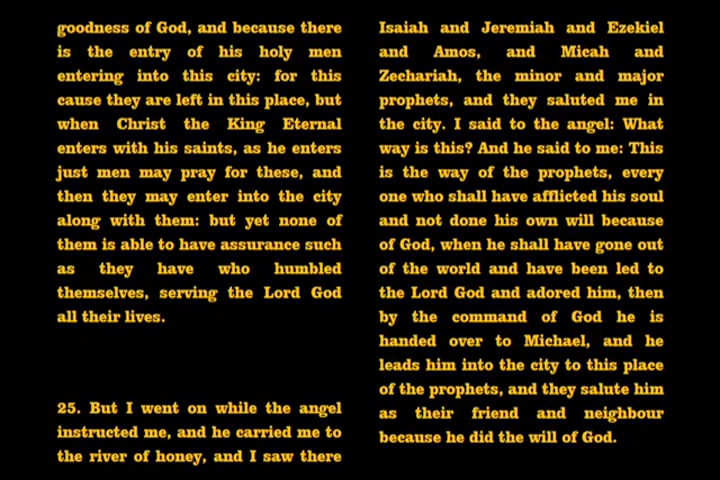 goodness of God, and because there
is the entry of his holy men
entering into this city: for this
cause they are left in this place, but
when Christ the King Eternal
enters with his saints, as he enters
just men may pray for these, and
then they may enter into the city
along with them: but yet none of
them is able to have assurance such
as they have who humbled
themselves, serving the Lord God
all their lives.
25. But I went on while the angel
instructed me, and he carried me to
the river of honey, and I saw there
Isaiah and Jeremiah and Ezekiel
and Amos, and Micah and
Zechariah, the minor and major
prophets, and they saluted me in
the city. I said to the angel: What
way is this? And he said to me: This
is the way of the prophets, every
one who shall have afflicted his soul
and not done his own will because
of God, when he shall have gone out
of the world and have been led to
the Lord God and adored him, then
by the command of God he is
handed over to Michael, and he
leads him into the city to this place
of the prophets, and they salute him
as their friend and neighbour
because he did the will of God.